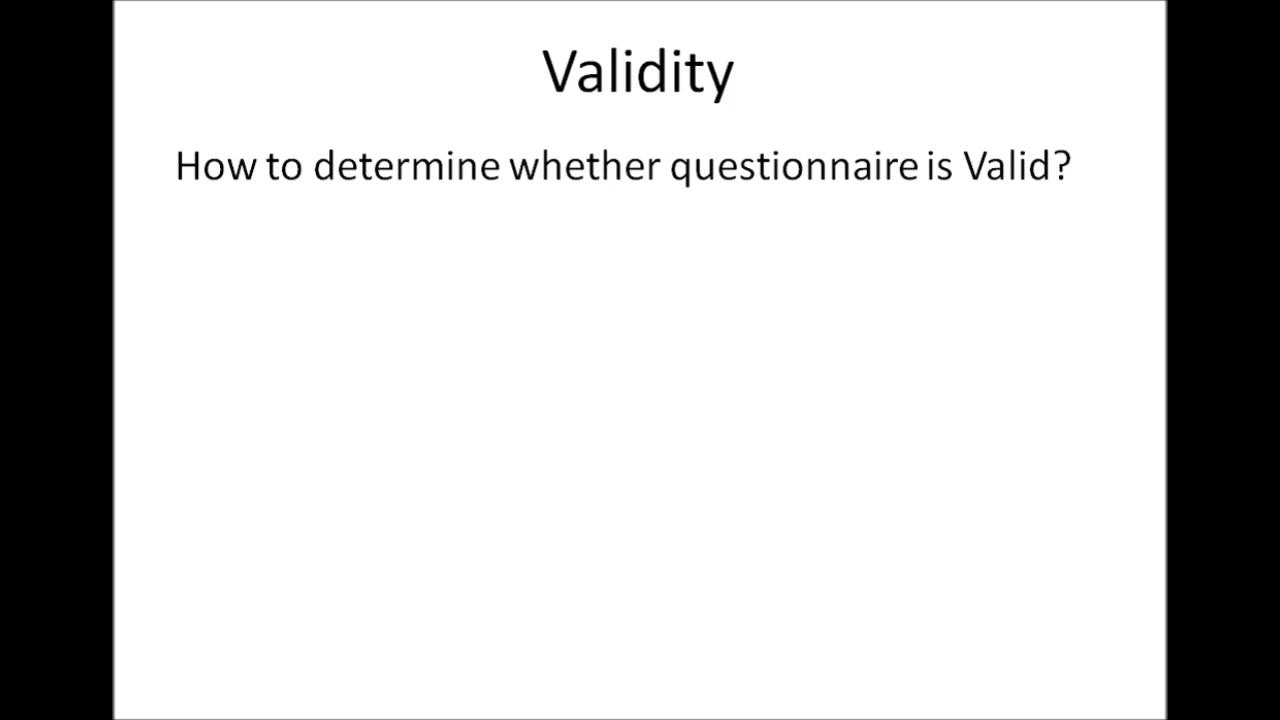 Validity
How to determine whether questionnaire is Valid?